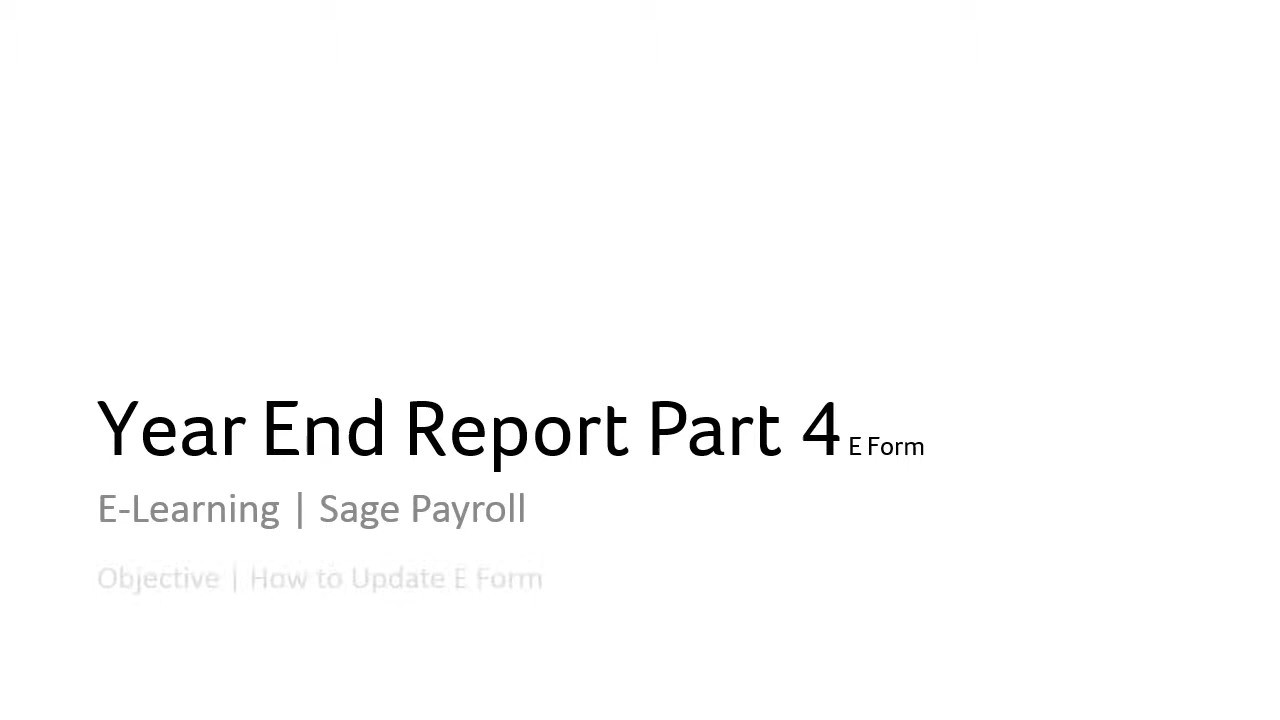 Year End Report Part 4 E Form
E-Learning | Sage Payroll
Objective | How to Update E Form